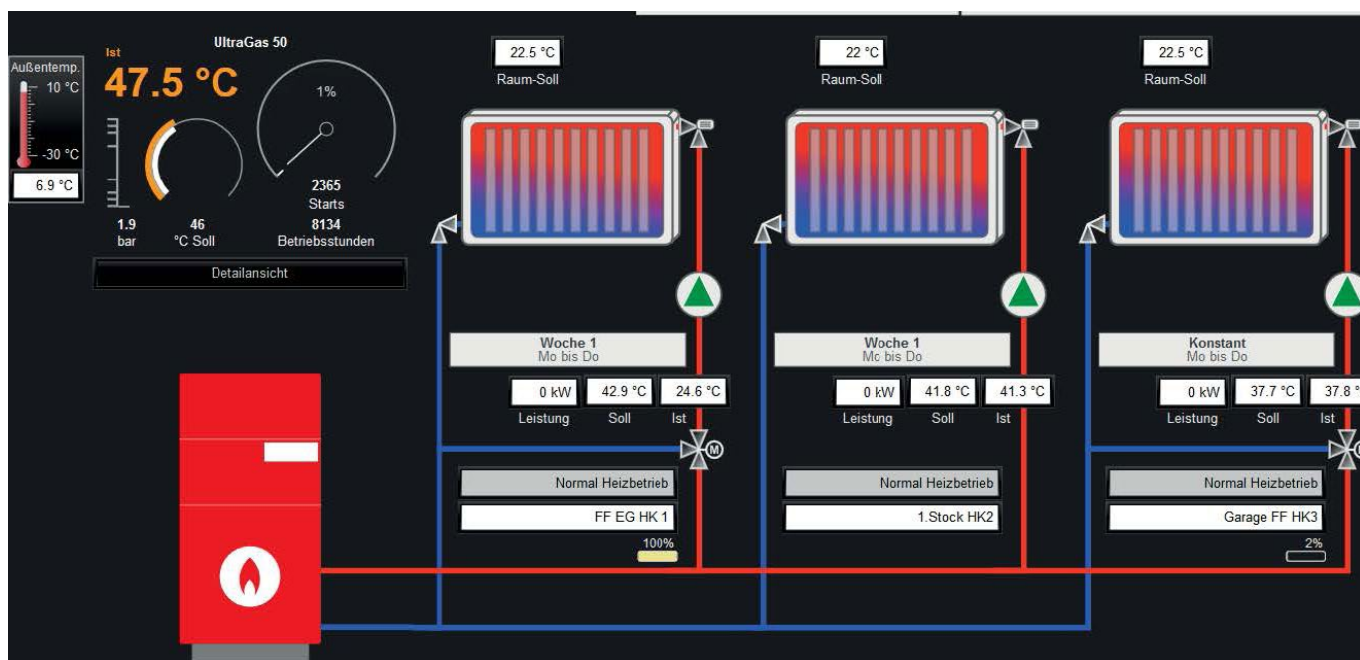 UltraGas 50
Ist
47.5 °C
Außentemp.
10 °C
-30 °C
6.9 °C
1%
2365
Starts
1.9
bar
46
°C Soll
8134
Betriebsstunden
Detailansicht
22.5 °C
Raum-Soll
22 °C
Raum-Soll
22.5 °C
Raum-Soll
Woche 1
Mo bis Do
0 kW 42.9 °C 24.6 °C
Leistung Soll Ist
M
Normal Heizbetrieb
FF EG HK 1
100%
Woche 1
Mo bis Do
0 kW 41.8 °C 41.3 °C
Leistung Soll Ist
Normal Heizbetrieb
1.Stock HK2
Konstant
Mo bis Do
0 kW 37.7 °C 37.8 °
Leistung Soll Ist
Normal Heizbetrieb
Garage FF HK3
2%